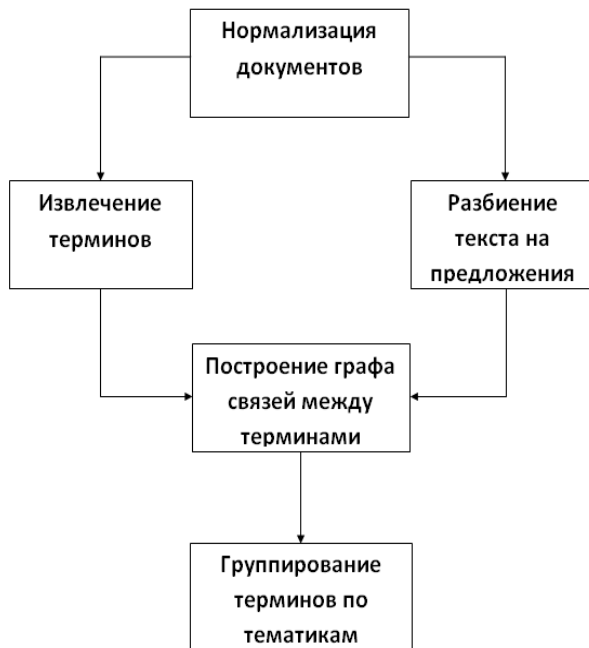 Нормализация
документов
Извлечение
терминов
Разбиение
текста на
предложения
Построение графа
связей между
терминами
Группирование
терминов по
тематикам